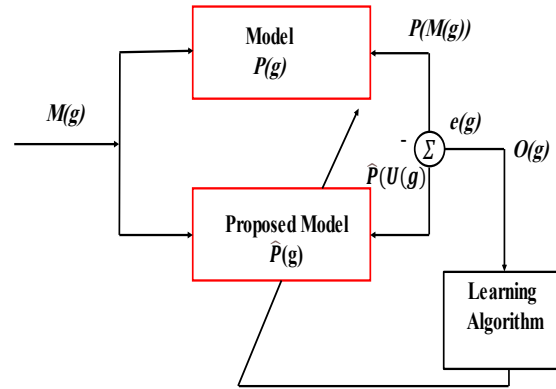 Model
P(g)
P(M(g))
M(g)
e(g)
O(g)
-
Σ
P̂(U(g)
Proposed Model
P̂(g)
Learning
Algorithm